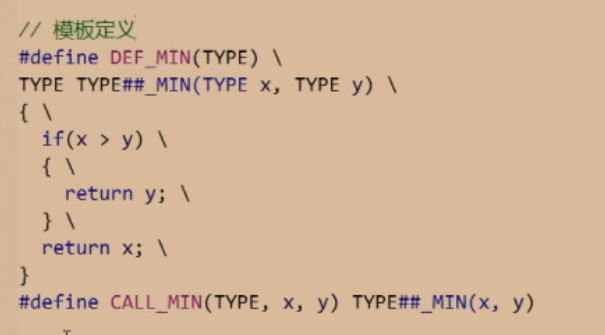 // 模板定义
#define DEF_MIN(TYPE) \
TYPE TYPE##_MIN(TYPE x, TYPE y) \
{ \
  if(x > y) \
  { \
    return y; \
  } \
  return x; \
}
#define CALL_MIN(TYPE, x, y) TYPE##_MIN(x, y)